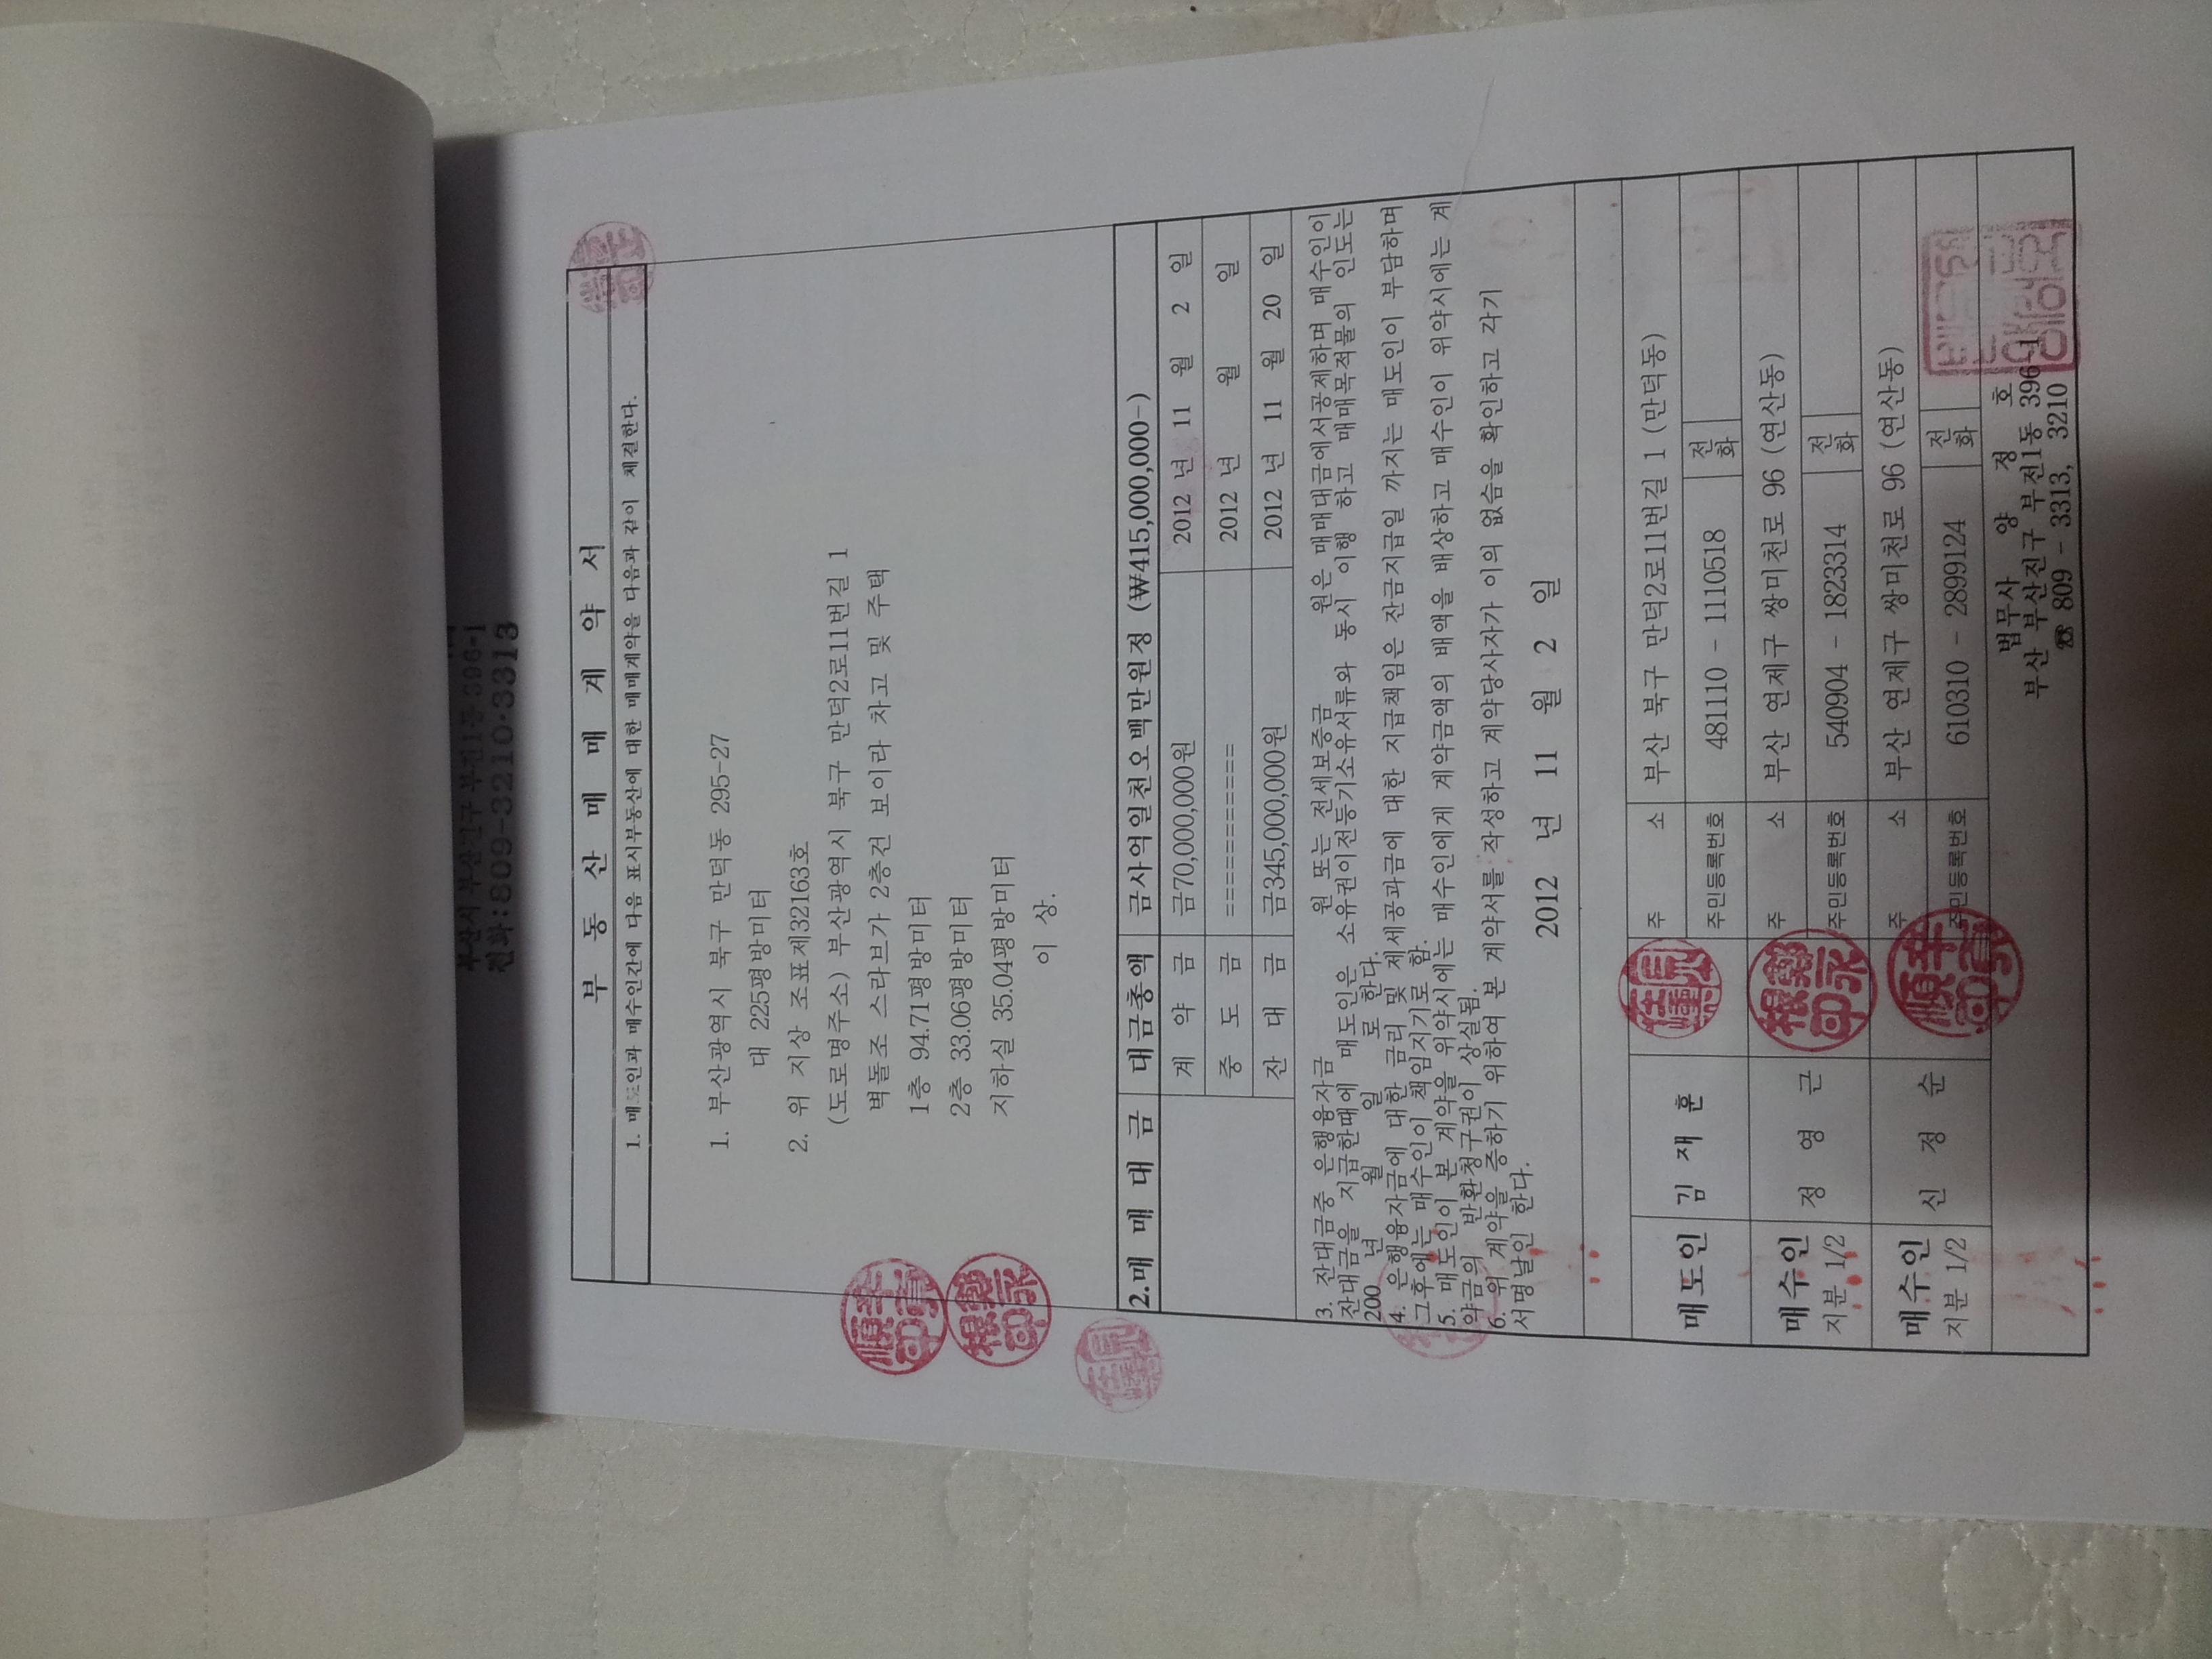 부산시 부산진구 부전1동 396-1
전화:809-3210·3313
부 동 산 매 매 계 약 서
1. 매도인과 매수인간에 다음 표시부동산에 대한 매매계약을 다음과 같이 체결한다.
1. 부산광역시 북구 만덕동 295-27
대 225평방미터
2. 위 지상 조표제32163호
(도로명주소) 부산광역시 북구 만덕2로11번길 1
벽돌조 스라브가 2층건 보이라 차고 및 주택
1층 94.71평방미터
2층 33.06평방미터
지하실 35.04평방미터
이 상.
2.매 매 대 금 대금총액 금사억일천오백만원정 (₩415,000,000-)
계 약 금 금70,000,000원 2012 년 11 월 2 일
중 도 금 ========== 2012 년 월 일
잔 대 금 금345,000,000원 2012 년 11 월 20 일
3. 잔대금중 은행융자금 원 또는 전세보증금 원은 매매대금에서공제하며 매수인이
잔대금을 지급한때에 매도인은 소유권이전등기소유서류와 동시 이행 하고 매매목적물의 인도는
200 년 월 일 로 한다.
4. 은행융자금에 대한 금리 및 제세공과금에 대한 지급책임은 잔금지급일 까지는 매도인이 부담하며
그후에는 매수인이 책임지기로 함.
5. 매도인이 본 계약을 위약시에는 매수인에게 계약금액의 배액을 배상하고 매수인이 위약시에는 계
약금의 반환청구권이 상실됨.
6. 위 계약을 증하기 위하여 본 계약서를 작성하고 계약당사자가 이의 없슴을 확인하고 각기
서명날인 한다.
2012 년 11 월 2 일
매도인 김 재 훈 주 소 부산 북구 만덕2로11번길 1 (만덕동)
주민등록번호 481110 - 1110518 전화
매수인 지분 1/2 정 영 근 주 소 부산 연제구 쌍미천로 96 (연산동)
주민등록번호 540904 - 1823314 전화
매수인 지분 1/2 신 정 순 주 소 부산 연제구 쌍미천로 96 (연산동)
주민등록번호 610310 - 2899124 전화
법무사 양 정 호
부산 부산진구 부전1동 396-1
☎ 809 - 3313, 3210